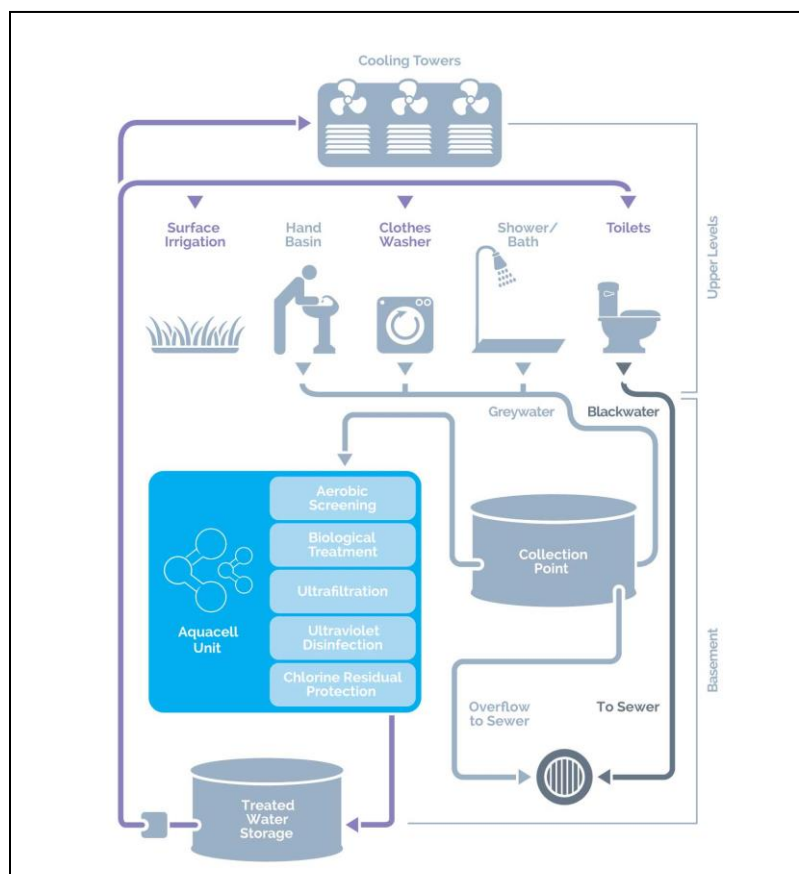 Cooling Towers
Surface
Irrigation
Hand
Basin
Clothes
Washer
Shower/
Bath
Toilets
Upper Levels
Greywater
Blackwater
Aerobic
Screening
Biological
Treatment
Ultrafiltration
Ultraviolet
Disinfection
Chlorine Residual
Protection
Aquacell
Unit
Collection
Point
Basement
Overflow
to Sewer
To Sewer
Treated
Water
Storage